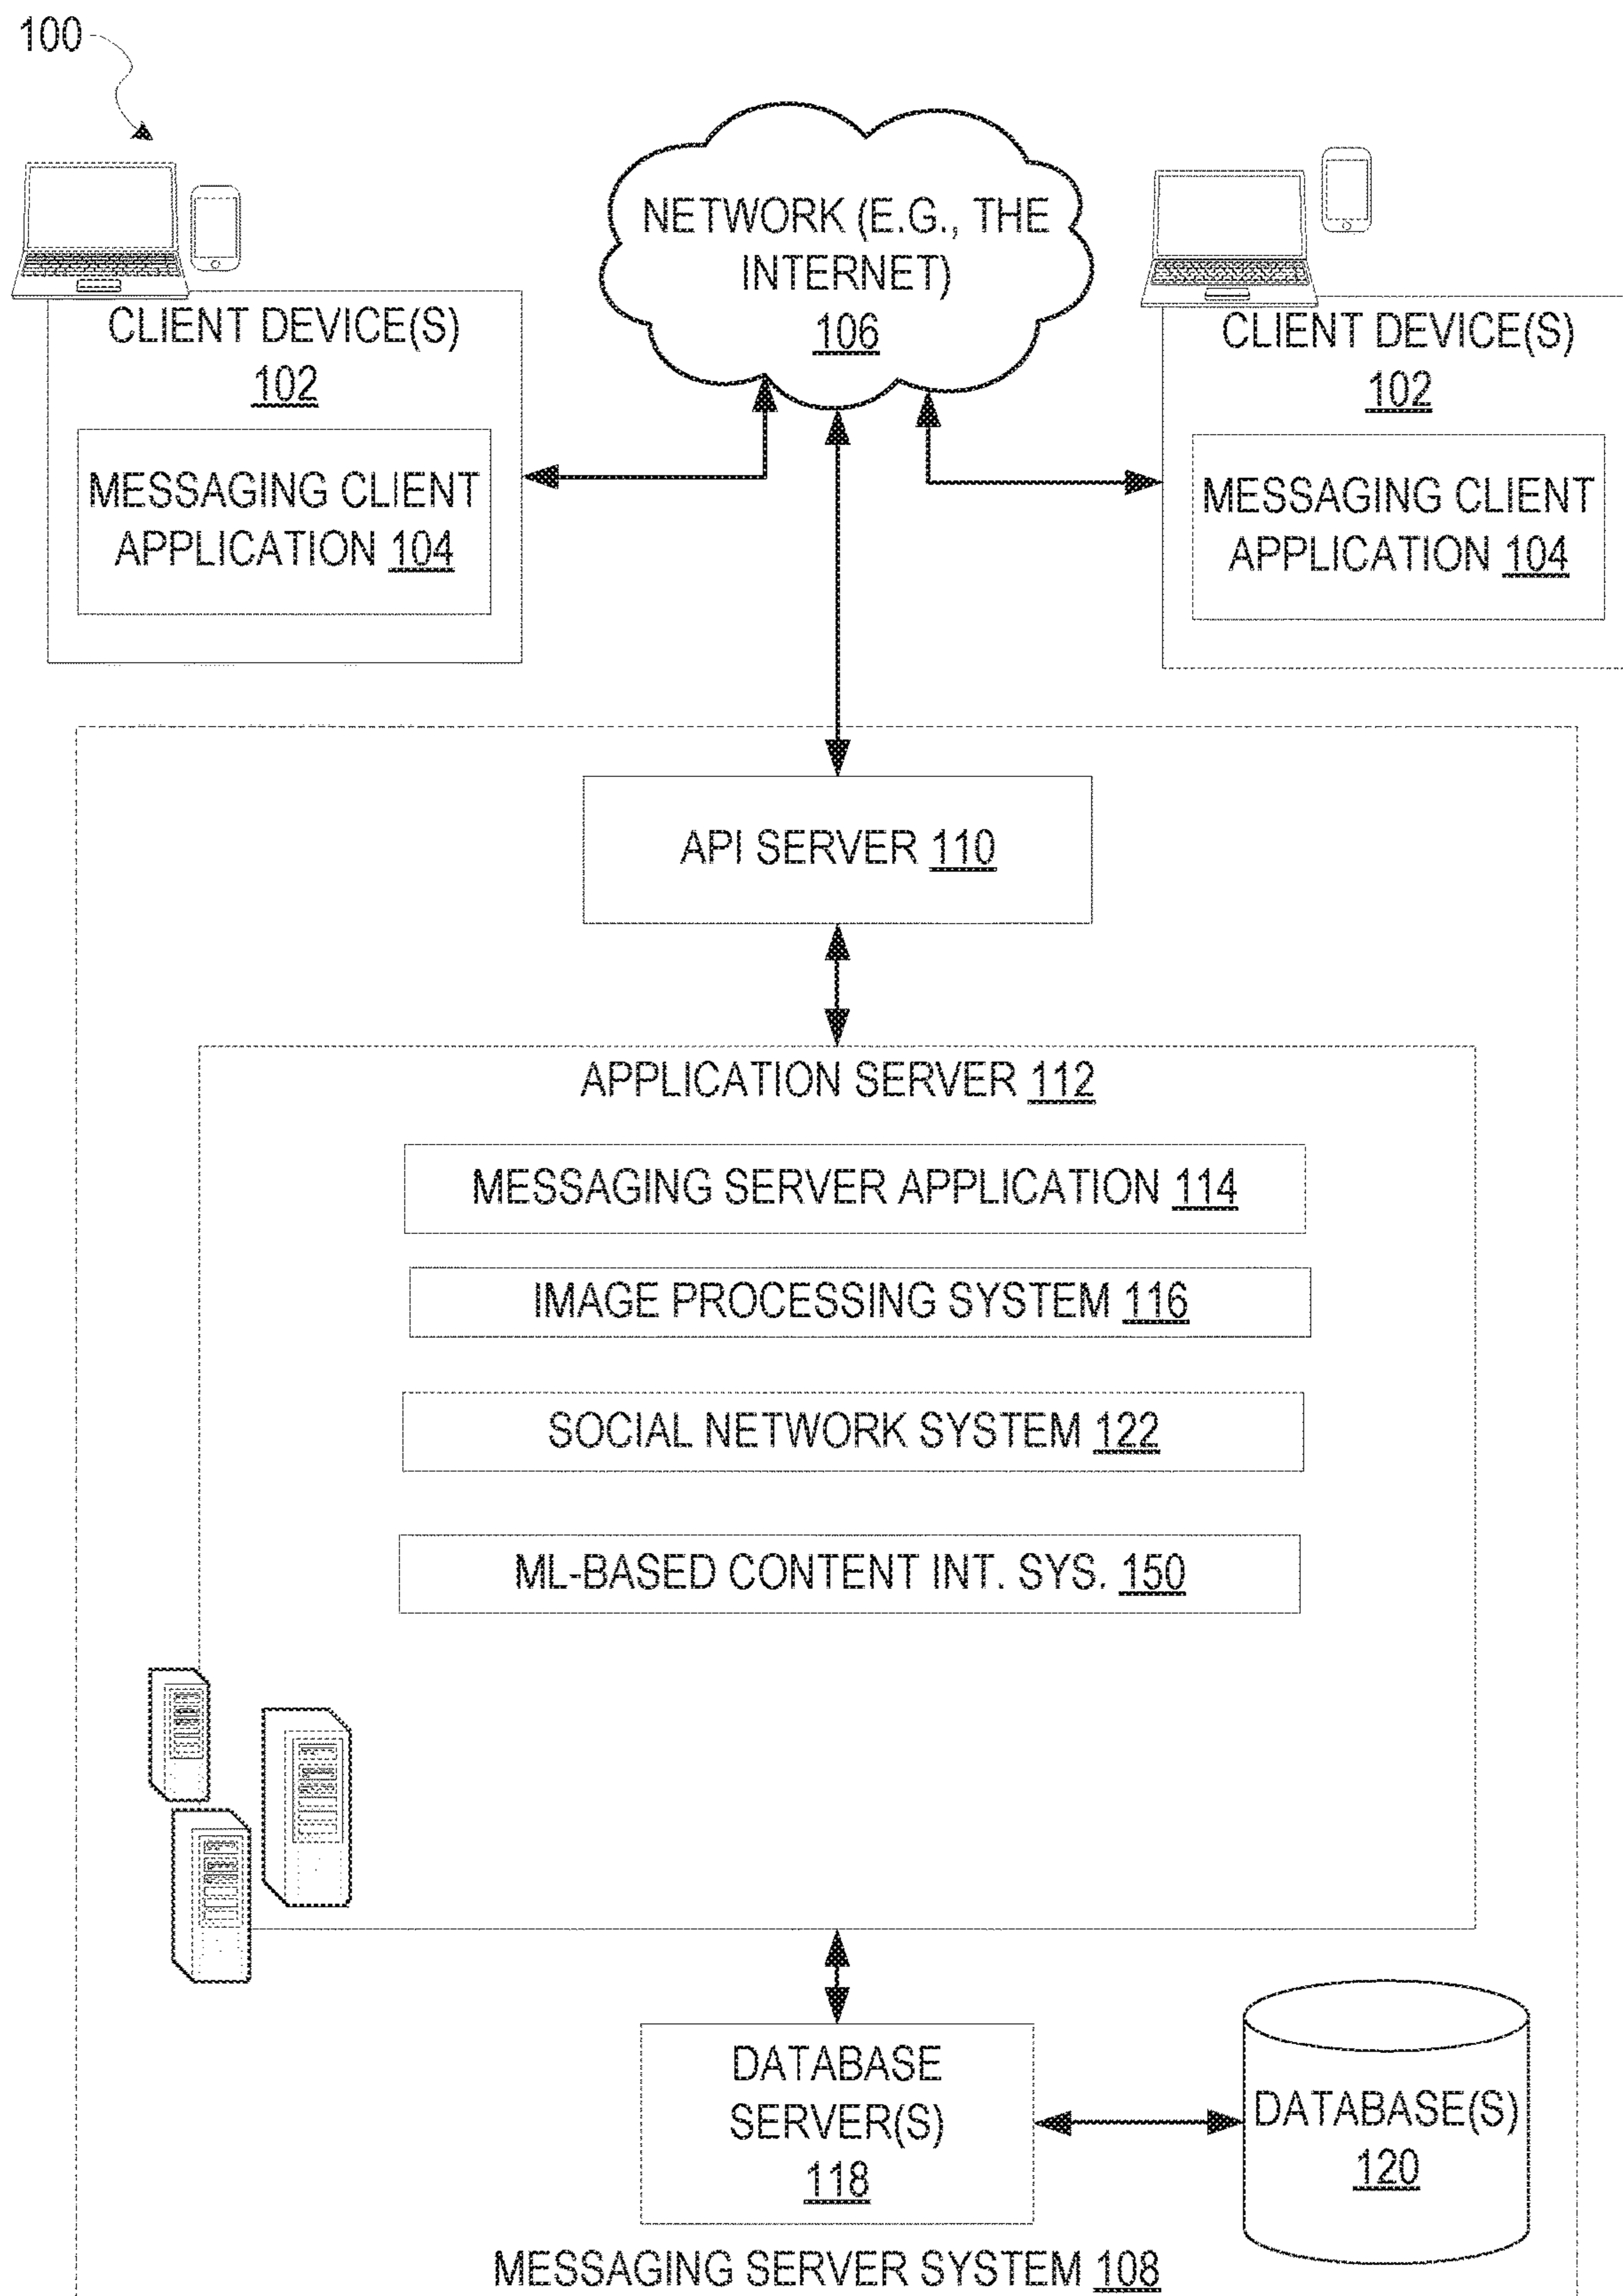 100
NETWORK (E.G., THE
INTERNET)
106
CLIENT DEVICE(S)
102
MESSAGING CLIENT
APPLICATION 104
CLIENT DEVICE(S)
102
MESSAGING CLIENT
APPLICATION 104
API SERVER 110
APPLICATION SERVER 112
MESSAGING SERVER APPLICATION 114
IMAGE PROCESSING SYSTEM 116
SOCIAL NETWORK SYSTEM 122
ML-BASED CONTENT INT. SYS. 150
DATABASE
SERVER(S)
118
DATABASE(S)
120
MESSAGING SERVER SYSTEM 108